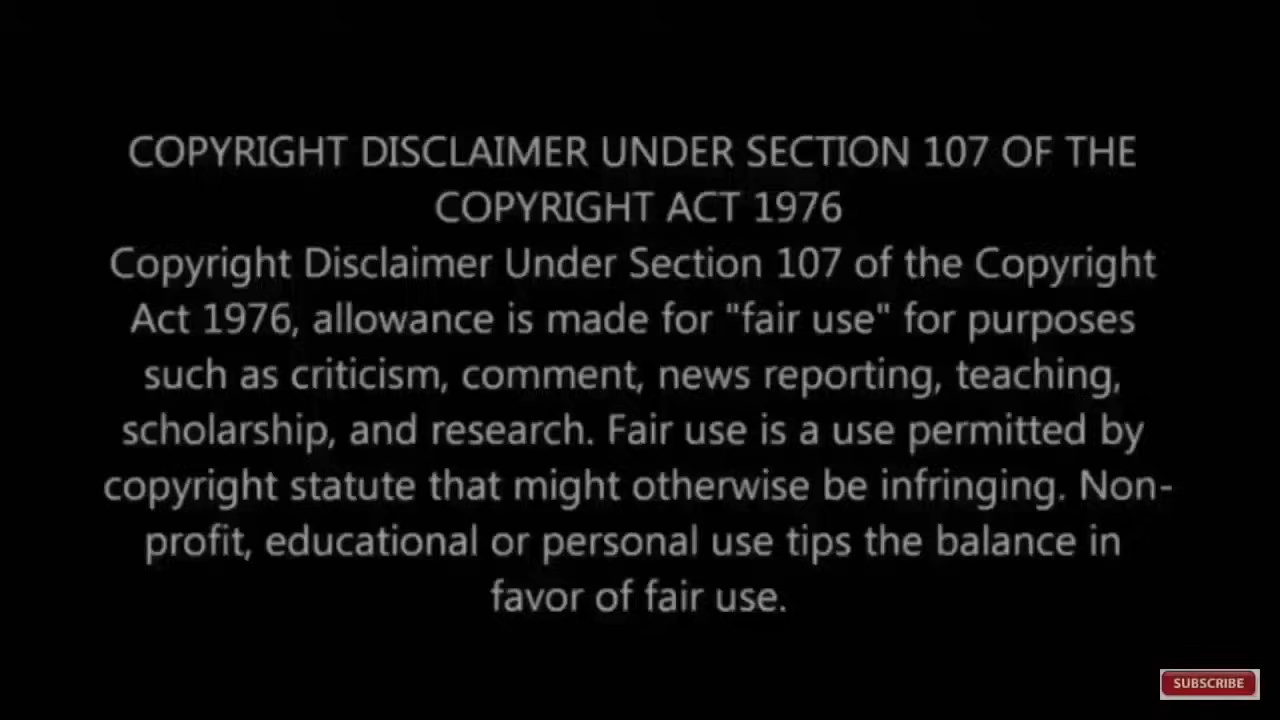 COPYRIGHT DISCLAIMER UNDER SECTION 107 OF THE
COPYRIGHT ACT 1976
Copyright Disclaimer Under Section 107 of the Copyright
Act 1976, allowance is made for "fair use" for purposes
such as criticism, comment, news reporting, teaching,
scholarship, and research. Fair use is a use permitted by
copyright statute that might otherwise be infringing. Non-
profit, educational or personal use tips the balance in
favor of fair use.
SUBSCRIBE